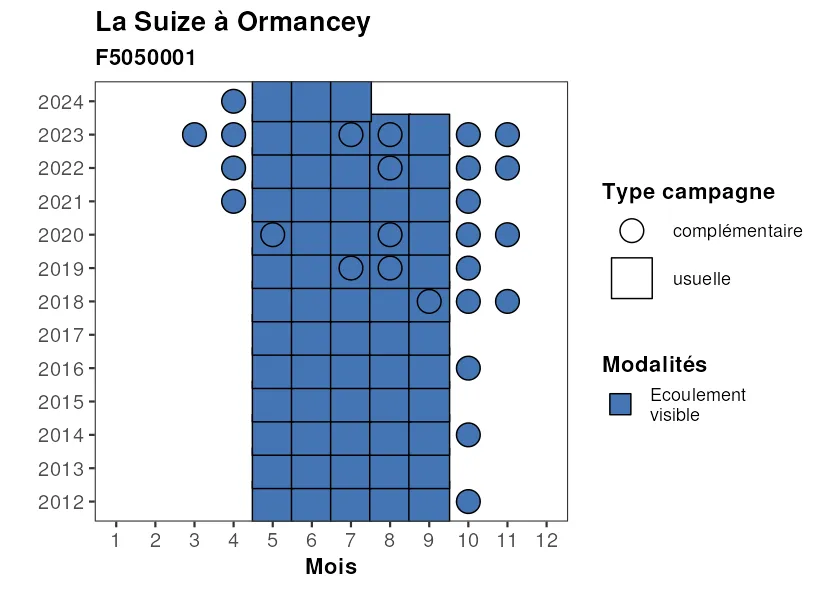 La Suize à Ormancey
F5050001
2024
2023
2022
2021
2020
2019
2018
2017
2016
2015
2014
2013
2012
1 2 3 4 5 6 7 8 9 10 11 12
Mois
Type campagne
complémentaire
usuelle
Modalités
Ecoulement
visible